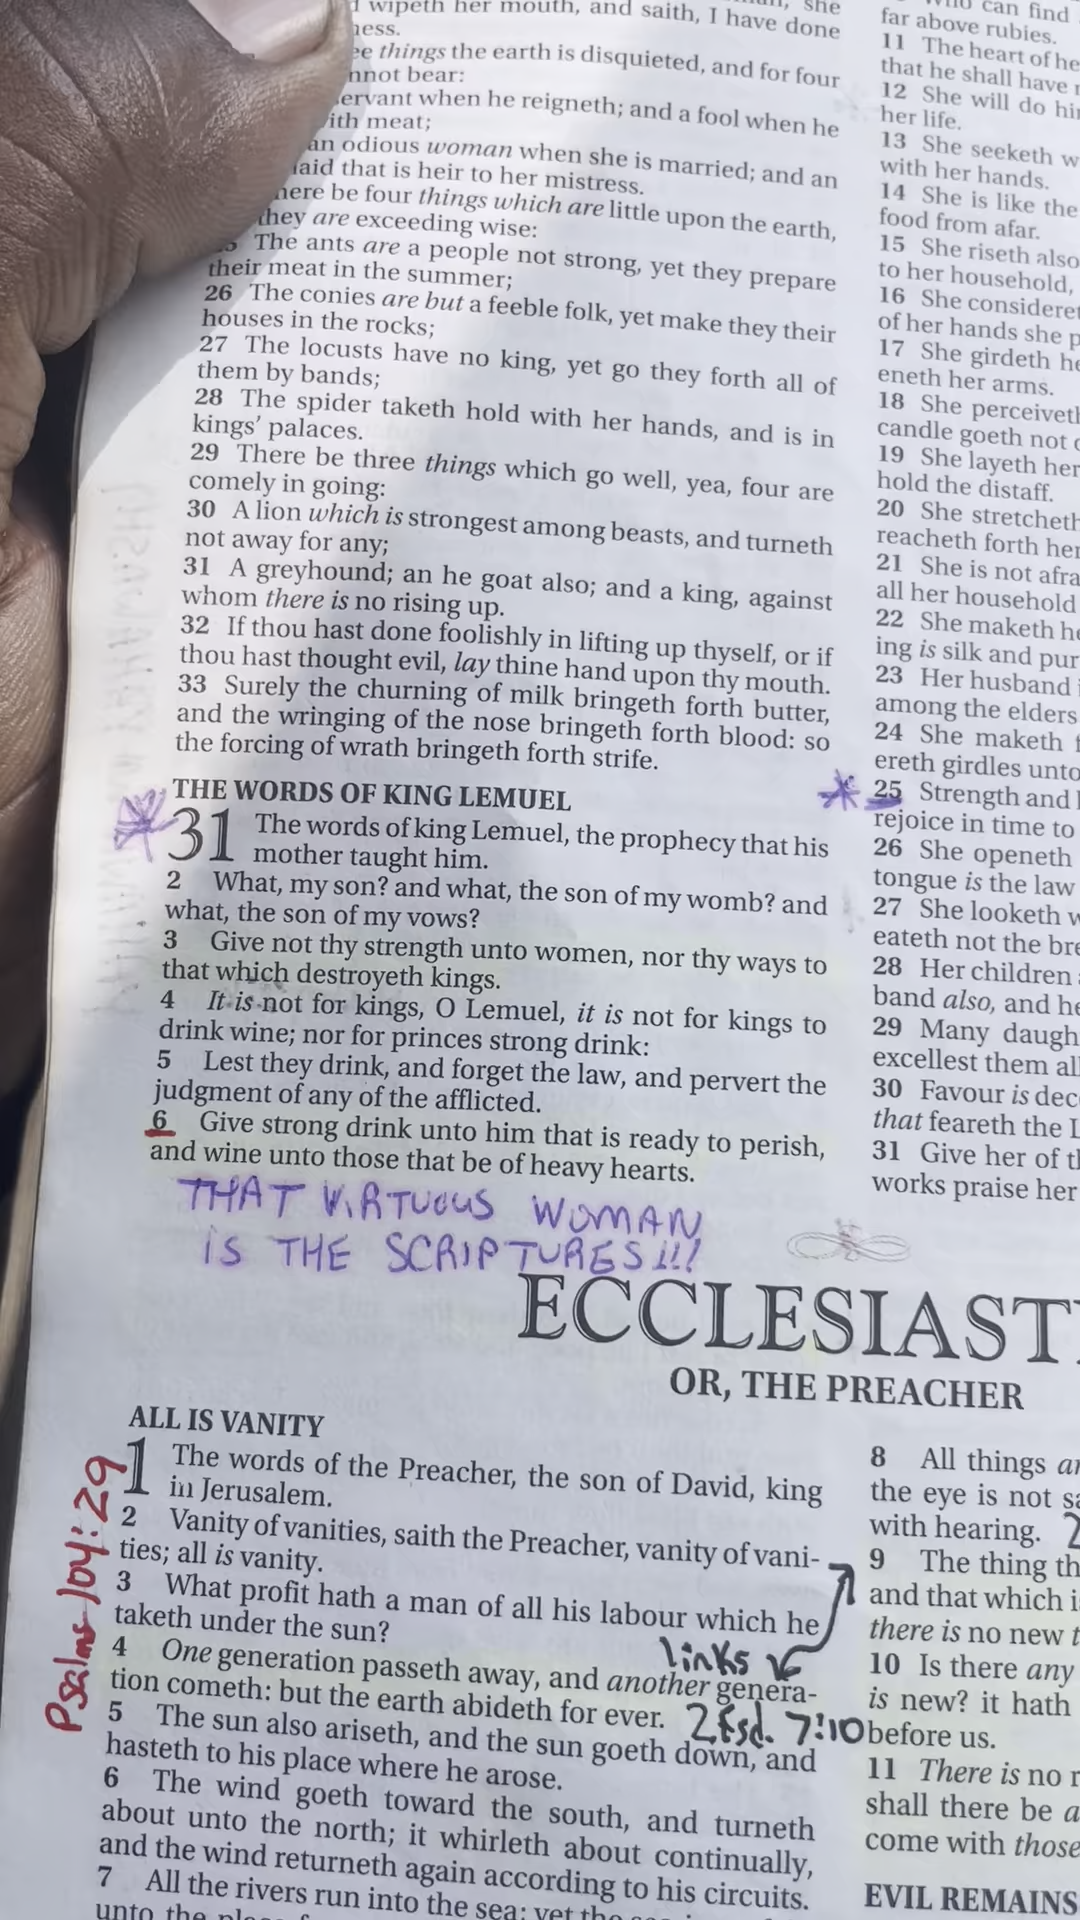 wipeth her mouth, and saith, I have done
things the earth is disquieted, and for four
bear:
when he reigneth; and a fool when he
meat;
an odious woman when she is married; and an
that is heir to her mistress.
be four things which are little upon the earth,
they are exceeding wise:
The ants are a people not strong, yet they prepare
their meat in the summer;
26 The conies are but a feeble folk, yet make they their
houses in the rocks;
27 The locusts have no king, yet go they forth all of
them by bands;
28 The spider taketh hold with her hands, and is in
kings' palaces.
29 There be three things which go well, yea, four are
comely in going:
30 A lion which is strongest among beasts, and turneth
not away for any;
31 A greyhound; an he goat also; and a king, against
whom there is no rising up.
32 If thou hast done foolishly in lifting up thyself, or if
thou hast thought evil, lay thine hand upon thy mouth.
33 Surely the churning of milk bringeth forth butter,
and the wringing of the nose bringeth forth blood: so
the forcing of wrath bringeth forth strife.
THE WORDS OF KING LEMUEL
31 The words of king Lemuel, the prophecy that his
mother taught him.
2 What, my son? and what, the son of my womb? and
what, the son of my vows?
3 Give not thy strength unto women, nor thy ways to
that which destroyeth kings.
4 It is not for kings, O Lemuel, it is not for kings to
drink wine; nor for princes strong drink:
5 Lest they drink, and forget the law, and pervert the
judgment of any of the afflicted.
6 Give strong drink unto him that is ready to perish,
and wine unto those that be of heavy hearts.
THAT VIRTUOUS WOMAN
iS THE SCRIPTURES!!!
can find
far above rubies.
11 The heart of he
that he shall have
12 She will do
her life.
13 She seeketh
with her hands.
14 She is like the
food from afar.
15 She riseth also
to her household,
16 She consideret
of her hands she
17 She girdeth
eneth her arms.
18 She perceiveth
candle goeth not
19 She layeth her
hold the distaff.
20 She stretcheth
reacheth forth her
21 She is not afra
all her household
22 She maketh
ing is silk and pur
23 Her husband
among the elders
24 She maketh
ereth girdles unto
25 Strength and
rejoice in time to
26 She openeth
tongue is the law
27 She looketh
eateth not the bre
28 Her children
band also, and he
29 Many daugh
excellest them all
30 Favour is dec
that feareth the
31 Give her of
works praise her
ECCLESIAST
OR, THE PREACHER
ALL IS VANITY
Psalms 104:29
1 The words of the Preacher, the son of David, king
in Jerusalem.
2 Vanity of vanities, saith the Preacher, vanity of vani-
ties; all is vanity.
3 What profit hath a man of all his labour which he
taketh under the sun?
links
4 One generation passeth away, and another genera-
tion cometh: but the earth abideth for ever. 2 Esd. 7:10
5 The sun also ariseth, and the sun goeth down, and
hasteth to his place where he arose.
6 The wind goeth toward the south, and turneth
about unto the north; it whirleth about continually,
and the wind returneth again according to his circuits.
7 All the rivers run into the sea; yet the
unto the
8 All things
the eye is not
with hearing. 2
9 The thing th
and that which
there is no new
10 Is there any
is new? it hath
before us.
11 There is no
shall there be a
come with those
EVIL REMAINS